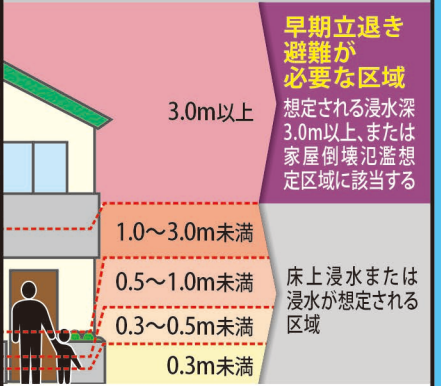 早期立退き
避難が
必要な区域
3.0m以上
想定される浸水深
3.0m以上、または
家屋倒壊氾濫想
定区域に該当する
1.0〜3.0m未満
0.5〜1.0m未満
0.3〜0.5m未満
0.3m未満
床上浸水または
浸水が想定される
区域